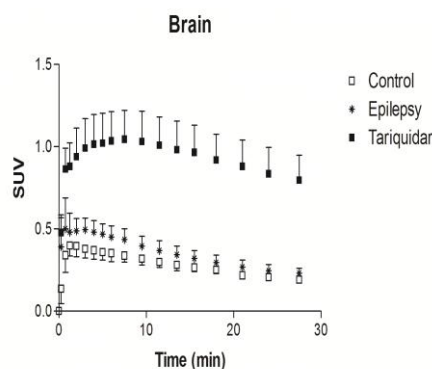 Brain
1.5
1.0
0.5
0.0
SUV
0
10
20
30
Time (min)
Control
Epilepsy
Tariquidar